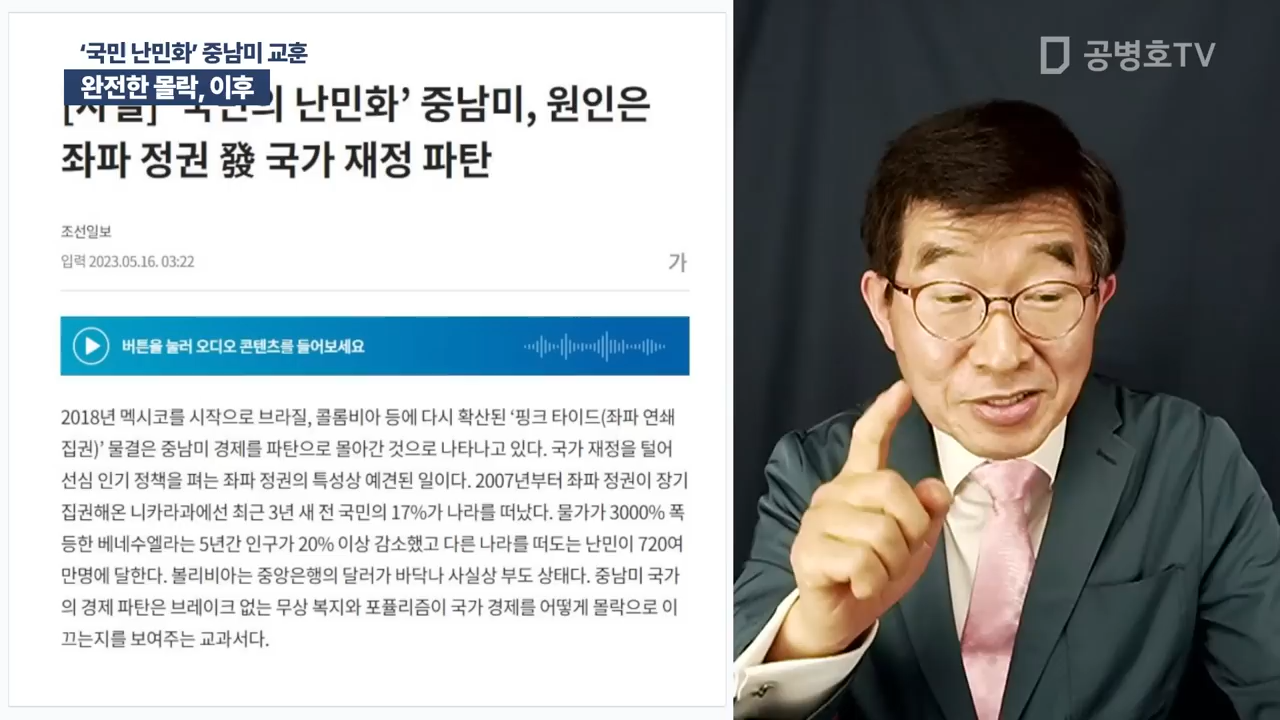 ‘국민 난민화’ 중남미 교훈
완전한 몰락, 이후
공병호TV
[사설] ‘국민의 난민화’ 중남미, 원인은
좌파 정권 發 국가 재정 파탄
조선일보
입력 2023.05.16. 03:22
가
버튼을 눌러 오디오 콘텐츠를 들어보세요
2018년 멕시코를 시작으로 브라질, 콜롬비아 등에 다시 확산된 ‘핑크 타이드(좌파 연쇄
집권)’ 물결은 중남미 경제를 파탄으로 몰아간 것으로 나타나고 있다. 국가 재정을 털어
선심 인기 정책을 펴는 좌파 정권의 특성상 예견된 일이다. 2007년부터 좌파 정권이 장기
집권해온 니카라과에선 최근 3년 새 전 국민의 17%가 나라를 떠났다. 물가가 3000% 폭
등한 베네수엘라는 5년간 인구가 20% 이상 감소했고 다른 나라를 떠도는 난민이 720여
만명에 달한다. 볼리비아는 중앙은행의 달러가 바닥나 사실상 부도 상태다. 중남미 국가
의 경제 파탄은 브레이크 없는 무상 복지와 포퓰리즘이 국가 경제를 어떻게 몰락으로 이
끄는지를 보여주는 교과서다.